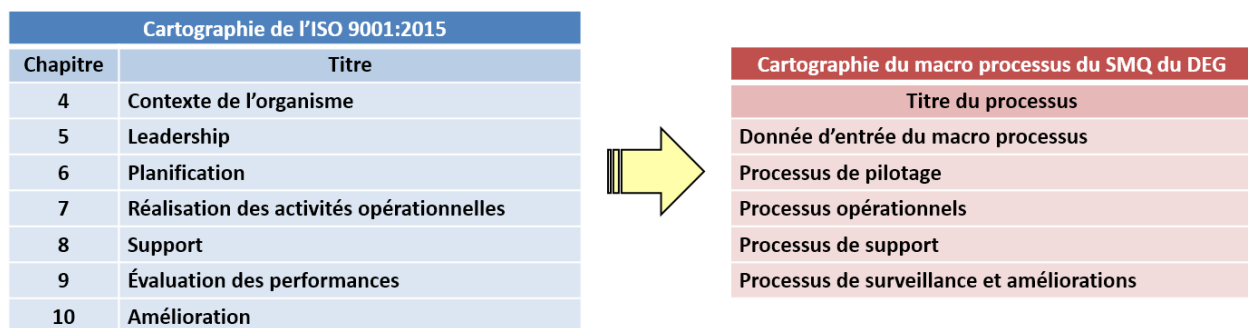 Cartographie de l'ISO 9001:2015
Chapitre Titre
4 Contexte de l'organisme
5 Leadership
6 Planification
7 Réalisation des activités opérationnelles
8 Support
9 Évaluation des performances
10 Amélioration
Cartographie du macro processus du SMQ du DEG
Titre du processus
Donnée d'entrée du macro processus
Processus de pilotage
Processus opérationnels
Processus de support
Processus de surveillance et améliorations